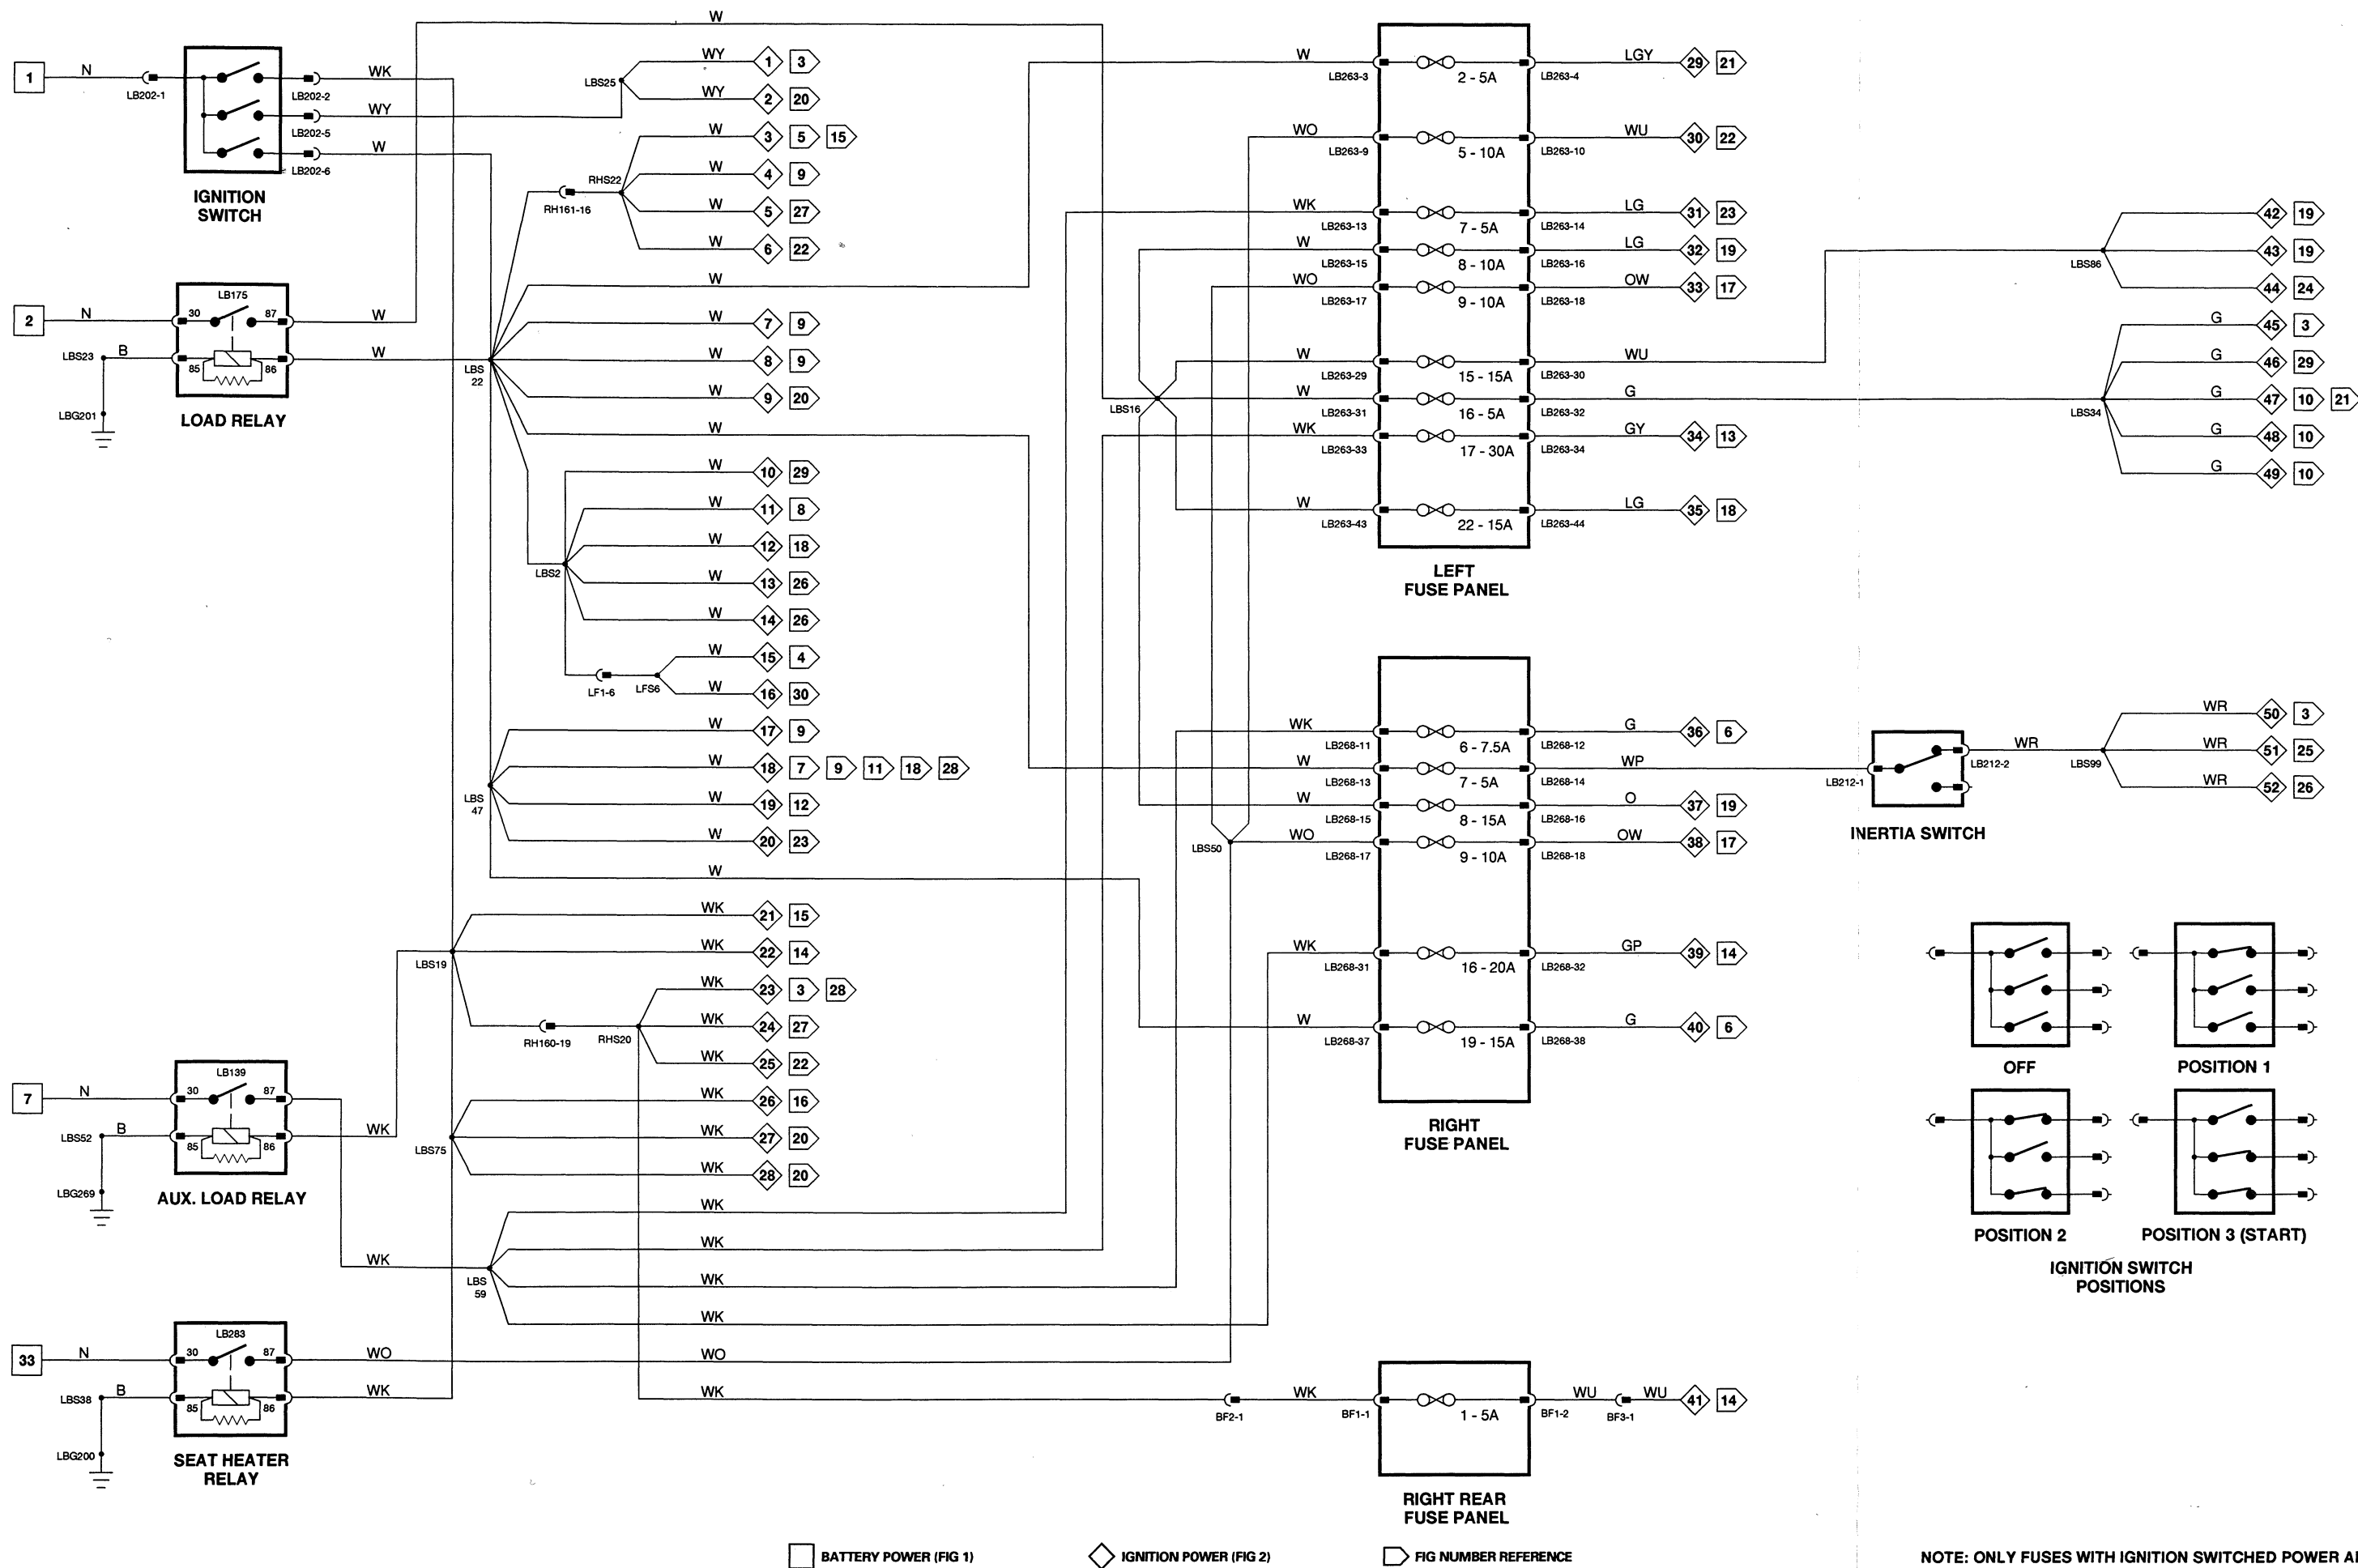 1 N LB202-1 LB202-2 WK
LB202-5 WY
LB202-6 W
IGNITION
SWITCH
W
LBS25
WY 1 3
WY 2 20
RH161-16 RHS22
W 3 5 15
W 4 9
W 5 27
W 6 22
W
2 N LB175 30 87 W
LBS23 B 85 86 W
LBG201
LOAD RELAY
LBS
22
W 7 9
W 8 9
W 9 20
W
LBS2
W 10 29
W 11 8
W 12 18
W 13 26
W 14 26
LF1-6 LFS6
W 15 4
W 16 30
LBS
47
W 17 9
W 18 7 9 11 18 28
W 19 12
W 20 23
W
LBS19
WK 21 15
WK 22 14
RH160-19 RHS20
WK 23 3 28
WK 24 27
WK 25 22
LBS75
WK 26 16
WK 27 20
WK 28 20
7 N LB139 30 87
LBS52 B 85 86 WK
LBG269
AUX. LOAD RELAY
WK LBS
59
WK
WK
WK
WK
33 N LB283 30 87 WO WO
LBS38 B 85 86 WK
LBG200
SEAT HEATER
RELAY
W LB263-3 2 - 5A LB263-4 LGY 29 21
WO LB263-9 5 - 10A LB263-10 WU 30 22
WK LB263-13 7 - 5A LB263-14 LG 31 23
W LB263-15 8 - 10A LB263-16 LG 32 19
WO LB263-17 9 - 10A LB263-18 OW 33 17
W LB263-29 15 - 15A LB263-30 WU
LBS16 W LB263-31 16 - 5A LB263-32 G
WK LB263-33 17 - 30A LB263-34 GY 34 13
W LB263-43 22 - 15A LB263-44 LG 35 18
LEFT
FUSE PANEL
LBS86
42 19
43 19
44 24
LBS34
G 45 3
G 46 29
G 47 10 21
G 48 10
G 49 10
WK LB268-11 6 - 7.5A LB268-12 G 36 6
W LB268-13 7 - 5A LB268-14 WP LB212-1
W LB268-15 8 - 15A LB268-16 O 37 19
LBS50 WO LB268-17 9 - 10A LB268-18 OW 38 17
WK LB268-31 16 - 20A LB268-32 GP 39 14
W LB268-37 19 - 15A LB268-38 G 40 6
RIGHT
FUSE PANEL
LB212-2 WR LBS99
WR 50 3
WR 51 25
WR 52 26
INERTIA SWITCH
OFF
POSITION 1
POSITION 2
POSITION 3 (START)
IGNITION SWITCH
POSITIONS
WK BF2-1 WK BF1-1 1 - 5A BF1-2 WU BF3-1 WU 41 14
RIGHT REAR
FUSE PANEL
BATTERY POWER (FIG 1)
IGNITION POWER (FIG 2)
FIG NUMBER REFERENCE
NOTE: ONLY FUSES WITH IGNITION SWITCHED POWER